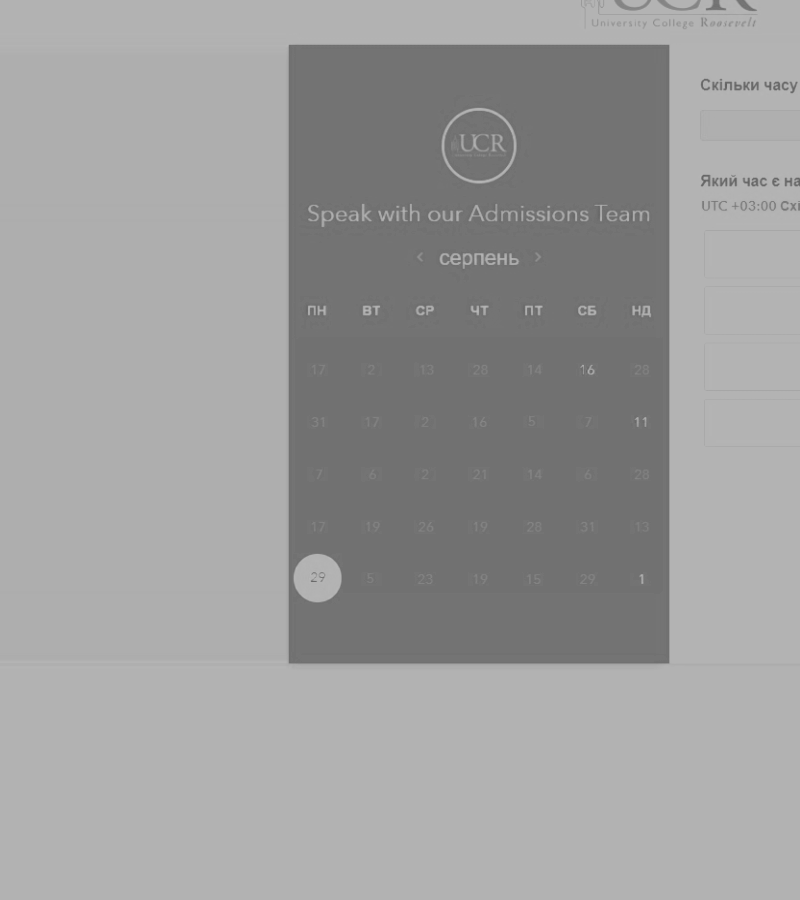 UCR
University College Roosevelt
UCR
Speak with our Admissions Team
‹ серпень ›
ПН ВТ СР ЧТ ПТ СБ НД
17 2 13 28 14 16 28
31 17 2 16 5 7 11
7 6 2 21 14 6 28
17 19 26 19 28 31 13
29 5 23 19 15 29 1
Скільки часу
Який час є на
UTC +03:00 Схі